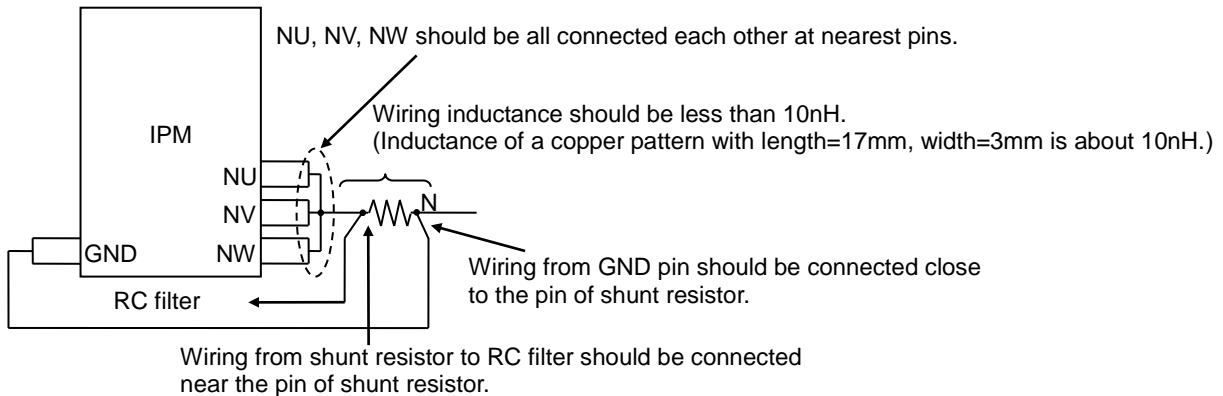 NU, NV, NW should be all connected each other at nearest pins.
Wiring inductance should be less than 10nH.
(Inductance of a copper pattern with length=17mm, width=3mm is about 10nH.)
IPM
NU
N
NV
GND
NW
Wiring from GND pin should be connected close
to the pin of shunt resistor.
RC filter
Wiring from shunt resistor to RC filter should be connected
near the pin of shunt resistor.